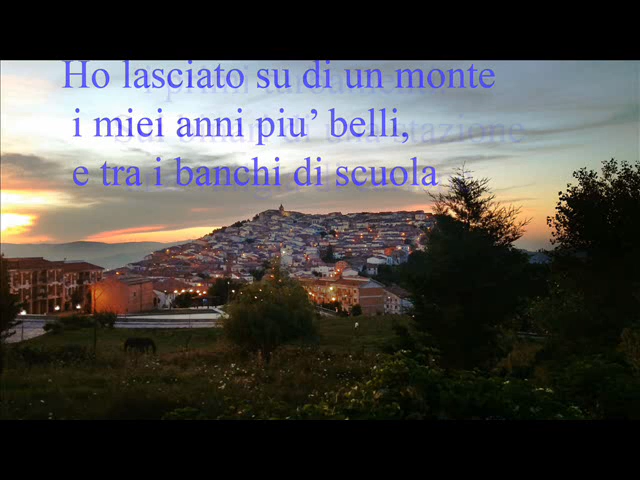 Ho lasciato su di un monte
i miei anni piu’ belli,
e tra i banchi di scuola